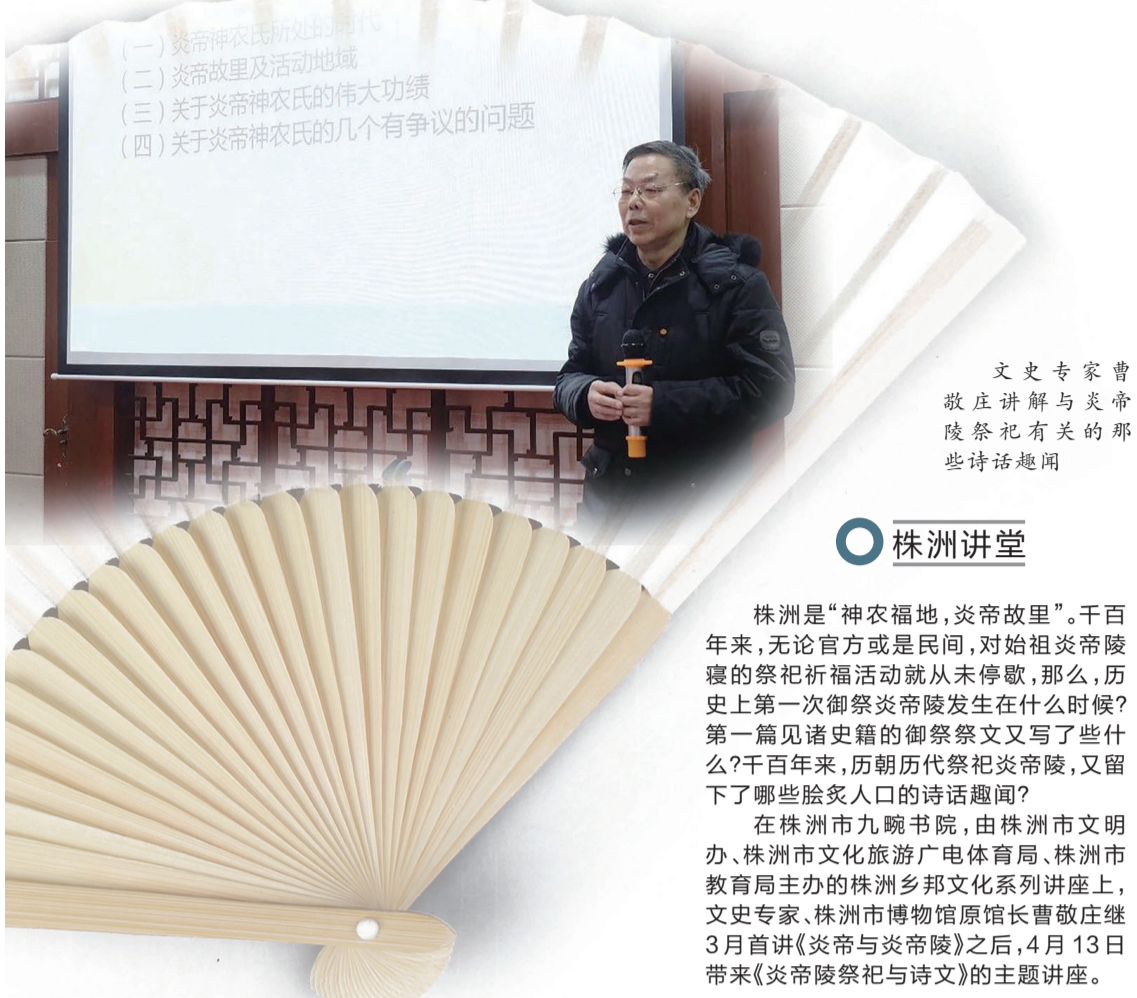 （一）炎帝神农氏所处的时代
（二）炎帝故里及活动地域
（三）关于炎帝神农氏的伟大功绩
（四）关于炎帝神农氏的几个有争议的问题
文史专家曹
敬庄讲解与炎帝
陵祭祀有关的那
些诗话趣闻
株洲讲堂
株洲是“神农福地，炎帝故里”。千百
年来，无论官方或是民间，对始祖炎帝陵
寝的祭祀祈福活动就从未停歇，那么，历
史上第一次御祭炎帝陵发生在什么时候？
第一篇见诸史籍的御祭祭文又写了些什
么？千百年来，历朝历代祭祀炎帝陵，又留
下了哪些脍炙人口的诗话趣闻？
在株洲市九畹书院，由株洲市文明
办、株洲市文化旅游广电体育局、株洲市
教育局主办的株洲乡邦文化系列讲座上，
文史专家、株洲市博物馆原馆长曹敬庄继
3月首讲《炎帝与炎帝陵》之后，4月13日
带来《炎帝陵祭祀与诗文》的主题讲座。